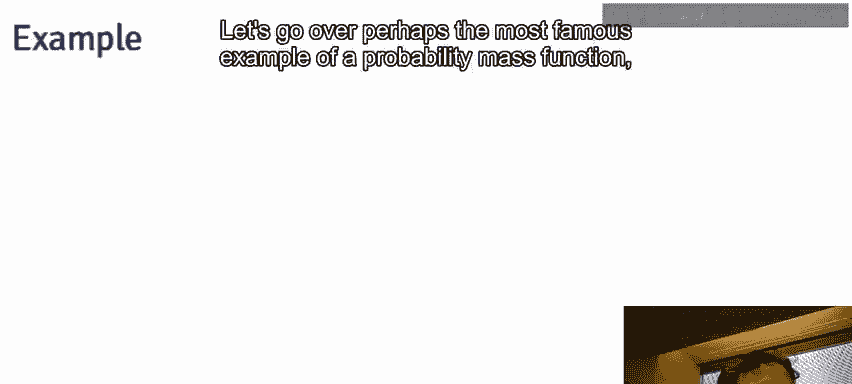 Example
Let's go over perhaps the most famous
example of a probability mass function,